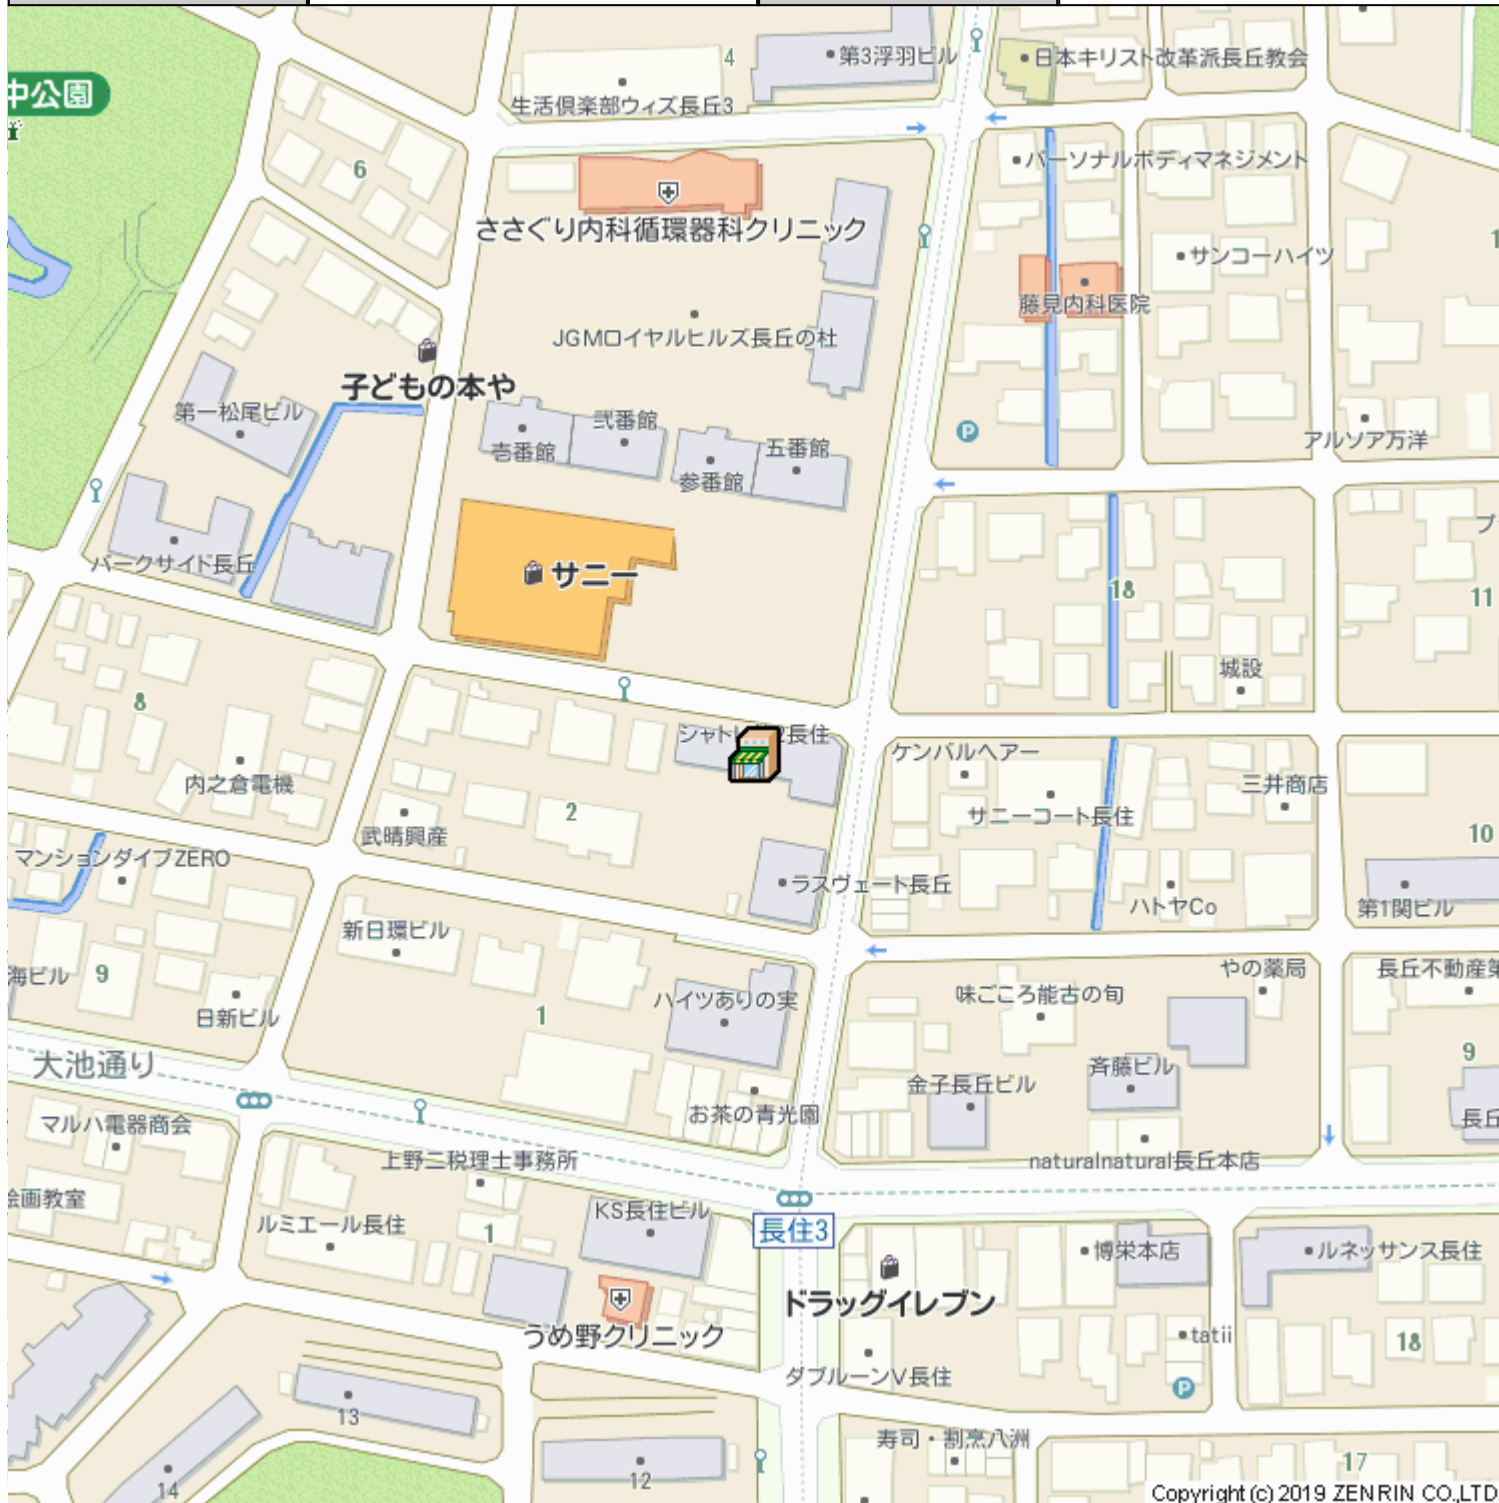 4
第3浮羽ビル
日本キリスト改革派長丘教会
中公園
生活倶楽部ウィズ長丘3
パーソナルボディマネジメント
6
ささぐり内科循環器科クリニック
サンコーハイツ
藤見内科医院
JGMロイヤルヒルズ長丘の杜
子どもの本や
第一松尾ビル
弐番館
壱番館
五番館
参番館
P
アルソア万洋
パークサイド長丘
サニー
18
11
城設
8
ケンバルヘアー
内之倉電機
2
武晴興産
サニーコート長住
三井商店
10
マンションダイブZERO
ラスヴェート長丘
ハトヤCo
第1関ビル
新日環ビル
海ビル
9
日新ビル
1
ハイツありの実
味ごころ能古の旬
やの薬局
長丘不動産
大池通り
9
斉藤ビル
金子長丘ビル
お茶の青光園
マルハ電器商会
長丘
上野二税理士事務所
naturalnatural長丘本店
絵画教室
ルミエール長住
1
KS長住ビル
長住3
博栄本店
ルネッサンス長住
ドラッグイレブン
うめ野クリニック
tatii
18
ダブルーンV長住
P
13
寿司・割烹八洲
12
17
14
Copyright (c) 2019 ZENRIN CO.,LTD